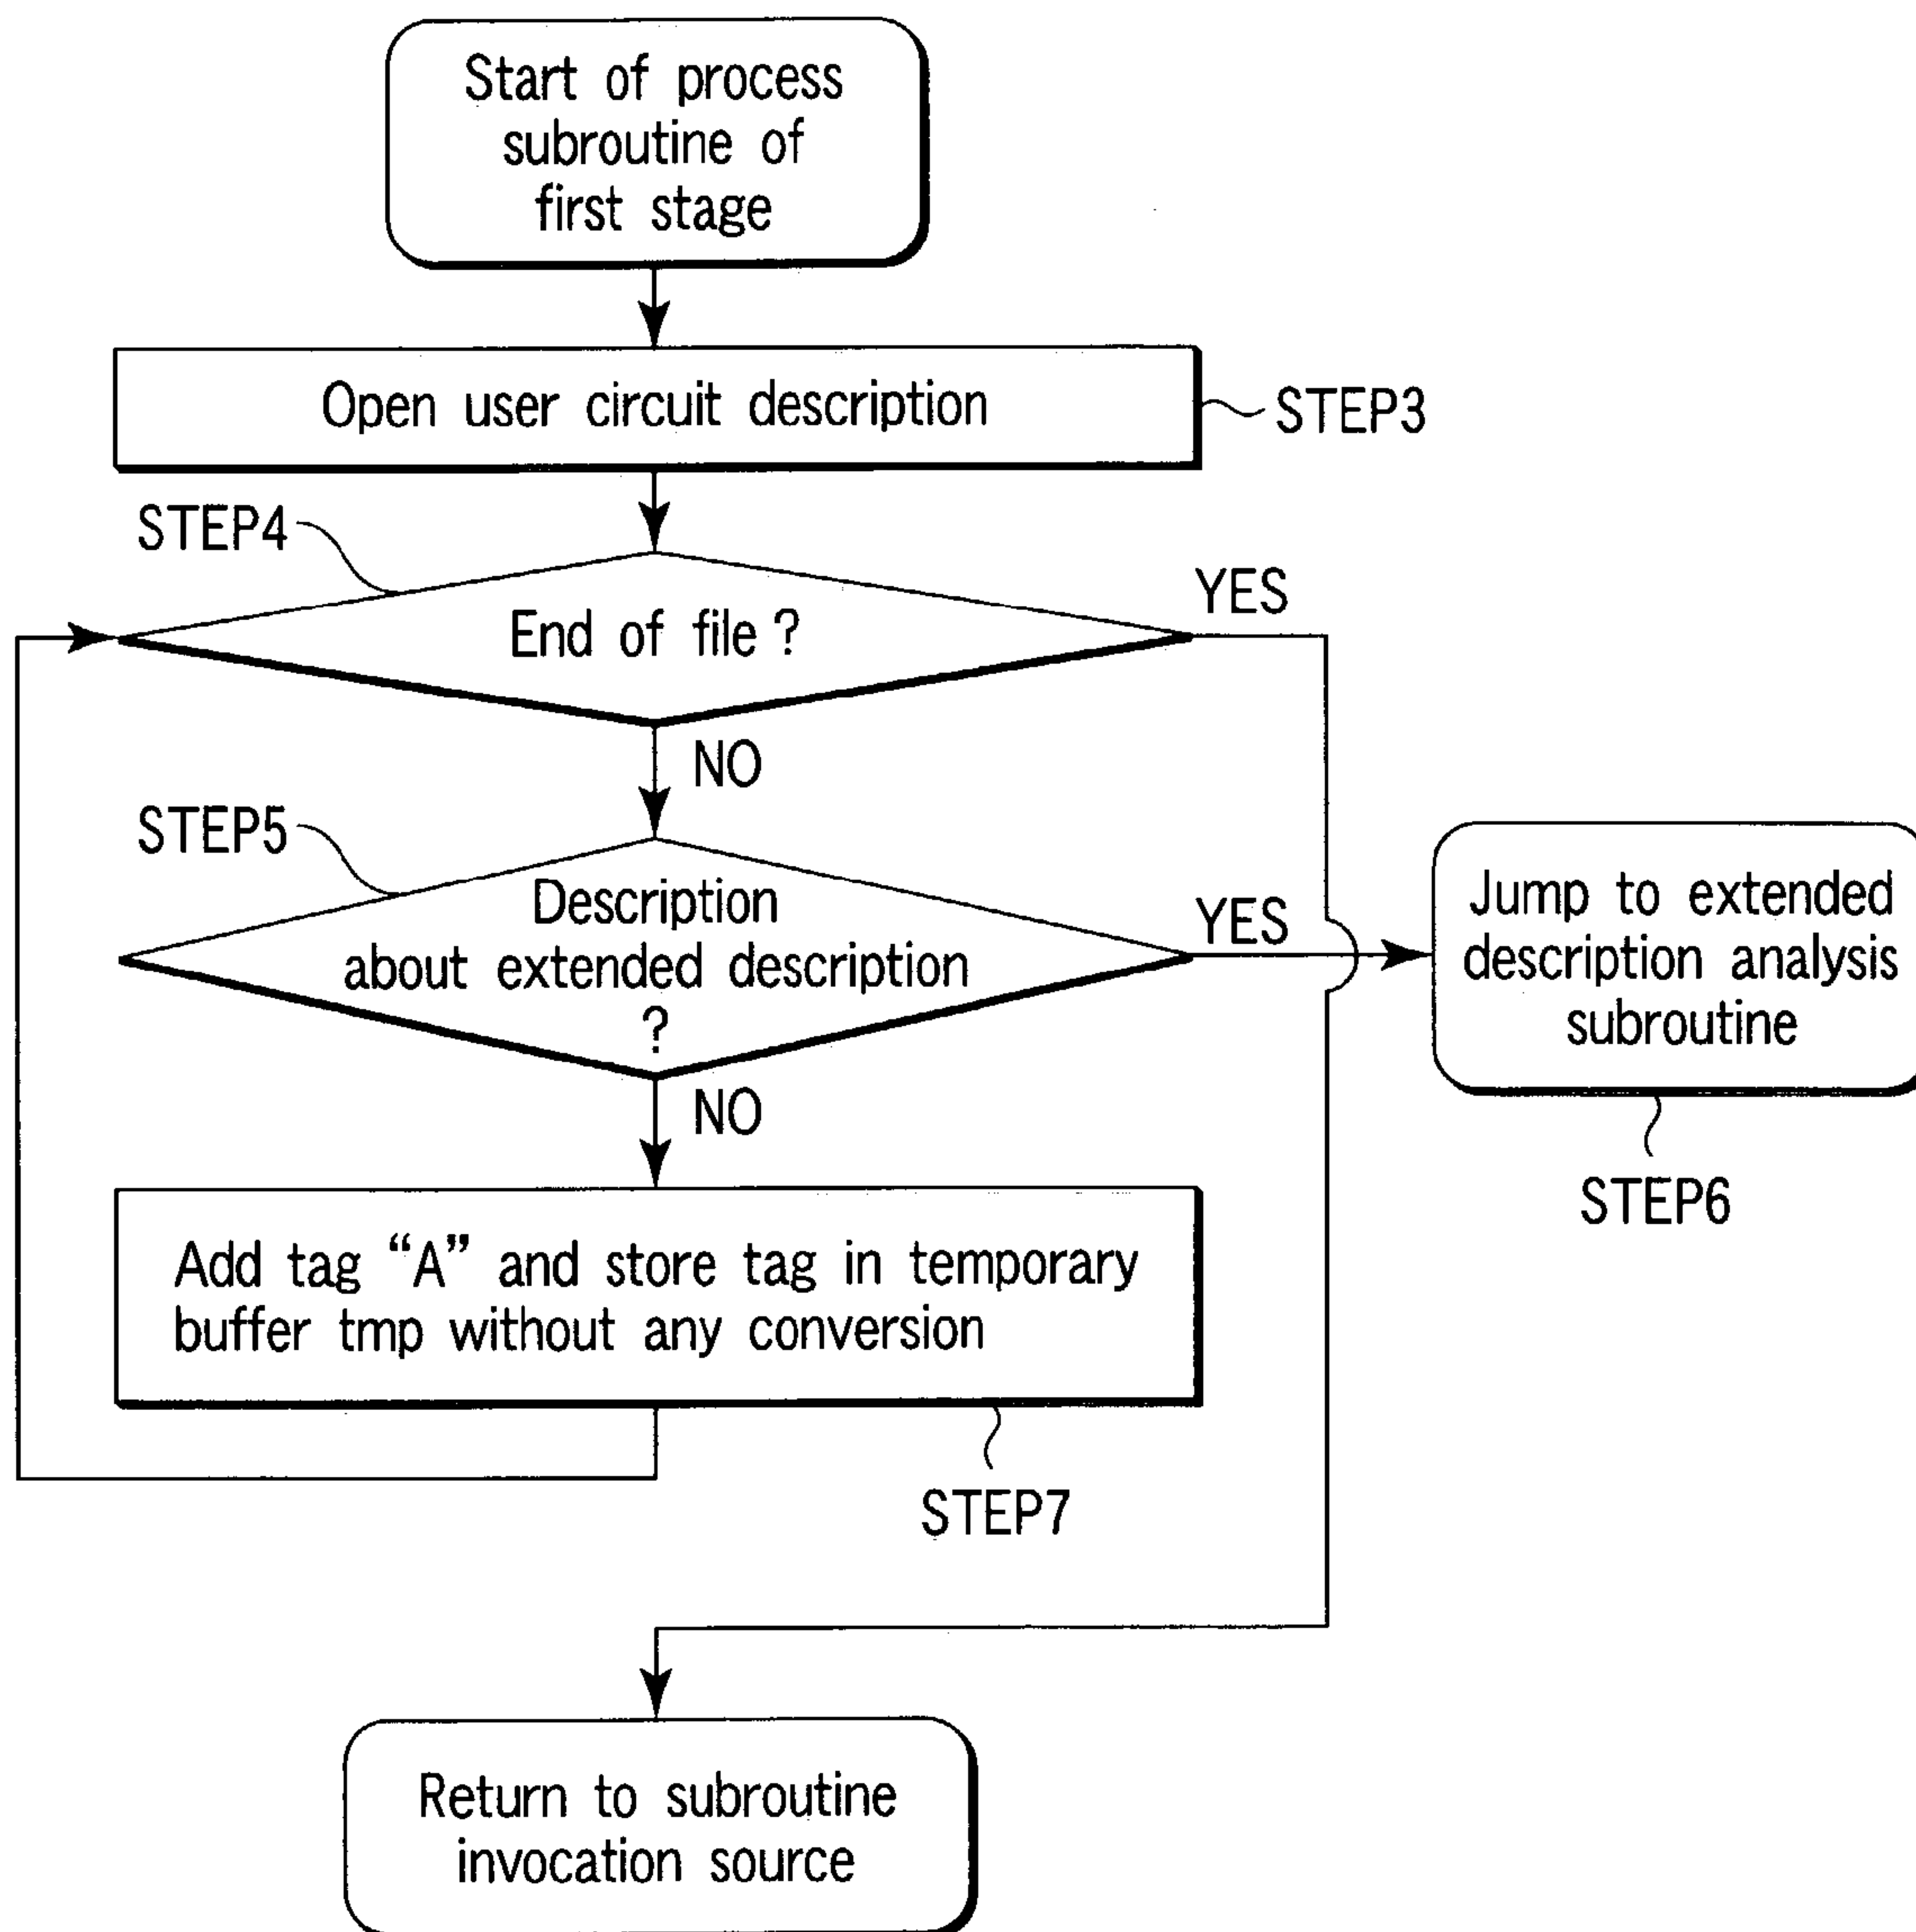 Start of process
subroutine of
first stage
Open user circuit description
STEP3
STEP4
End of file ?
YES
NO
STEP5
Description
about extended description
?
YES
Jump to extended
description analysis
subroutine
STEP6
NO
Add tag “A” and store tag in temporary
buffer tmp without any conversion
STEP7
Return to subroutine
invocation source